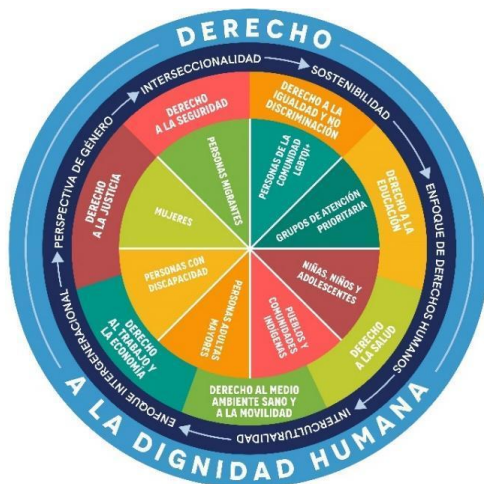 DERECHO
A LA DIGNIDAD HUMANA
INTERSECCIONALIDAD
SOSTENIBILIDAD
ENFOQUE DE DERECHOS HUMANOS
INTERCULTURALIDAD
ENFOQUE INTERGENERACIONAL
PERSPECTIVA DE GÉNERO
DERECHO
A LA SEGURIDAD
DERECHO A LA
IGUALDAD Y NO
DISCRIMINACIÓN
DERECHO A LA
EDUCACIÓN
DERECHO
A LA SALUD
DERECHO AL MEDIO
AMBIENTE SANO Y
A LA MOVILIDAD
DERECHO
AL TRABAJO Y
LA ECONOMÍA
DERECHO
A LA JUSTICIA
PERSONAS MIGRANTES
PERSONAS DE LA
COMUNIDAD
LGBTQI+
GRUPOS DE ATENCIÓN
PRIORITARIA
NIÑAS, NIÑOS Y
ADOLESCENTES
PUEBLOS Y
COMUNIDADES
INDÍGENAS
PERSONAS ADULTAS
MAYORES
PERSONAS CON
DISCAPACIDAD
MUJERES